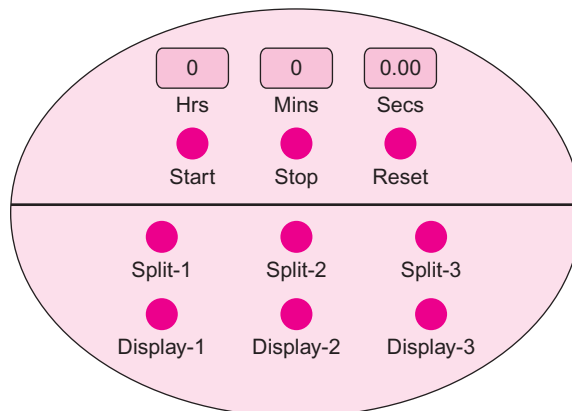 0 0 0.00
Hrs Mins Secs
Start Stop Reset
Split-1 Split-2 Split-3
Display-1 Display-2 Display-3